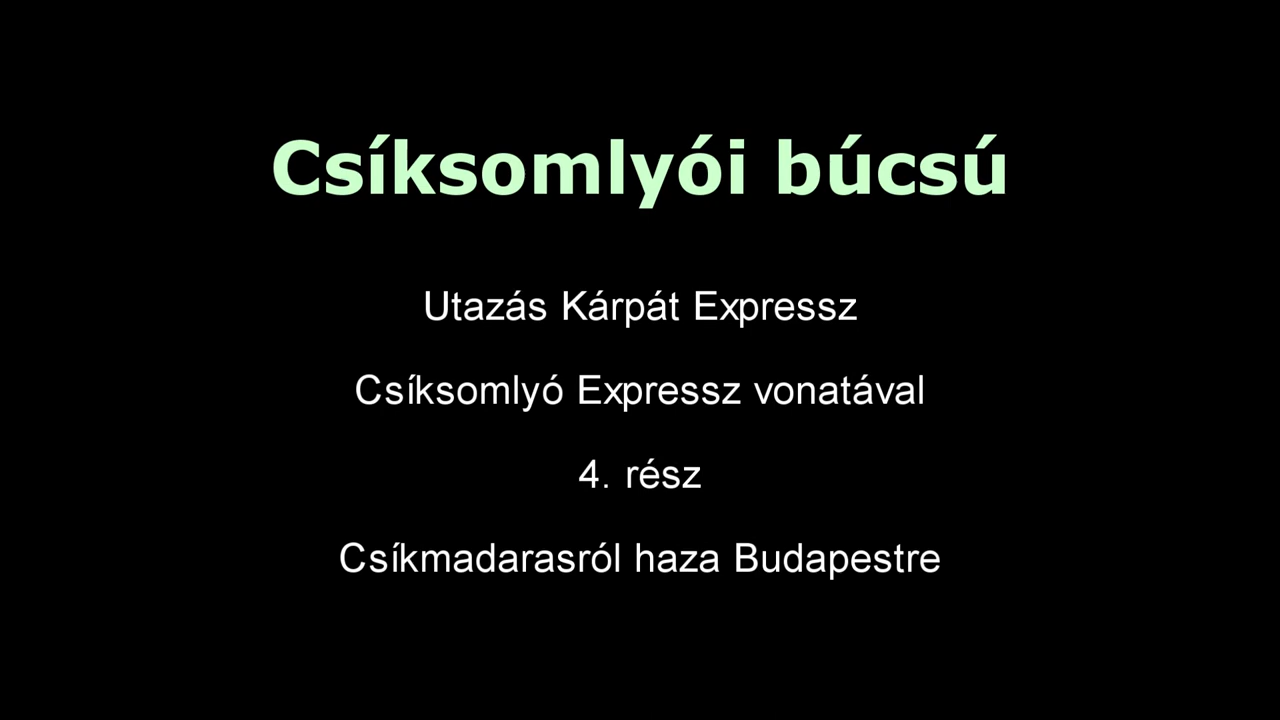 Csíksomlyói búcsú
Utazás Kárpát Expressz
Csíksomlyó Expressz vonatával
4. rész
Csíkmadarasról haza Budapestre